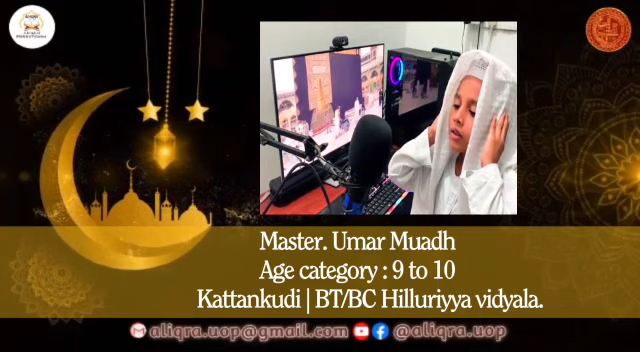 Master. Umar Muadh
Age category : 9 to 10
Kattankudi | BT/BC Hilluriyya vidyala.
aliqra.uop@gmail.com @aliqra.uop